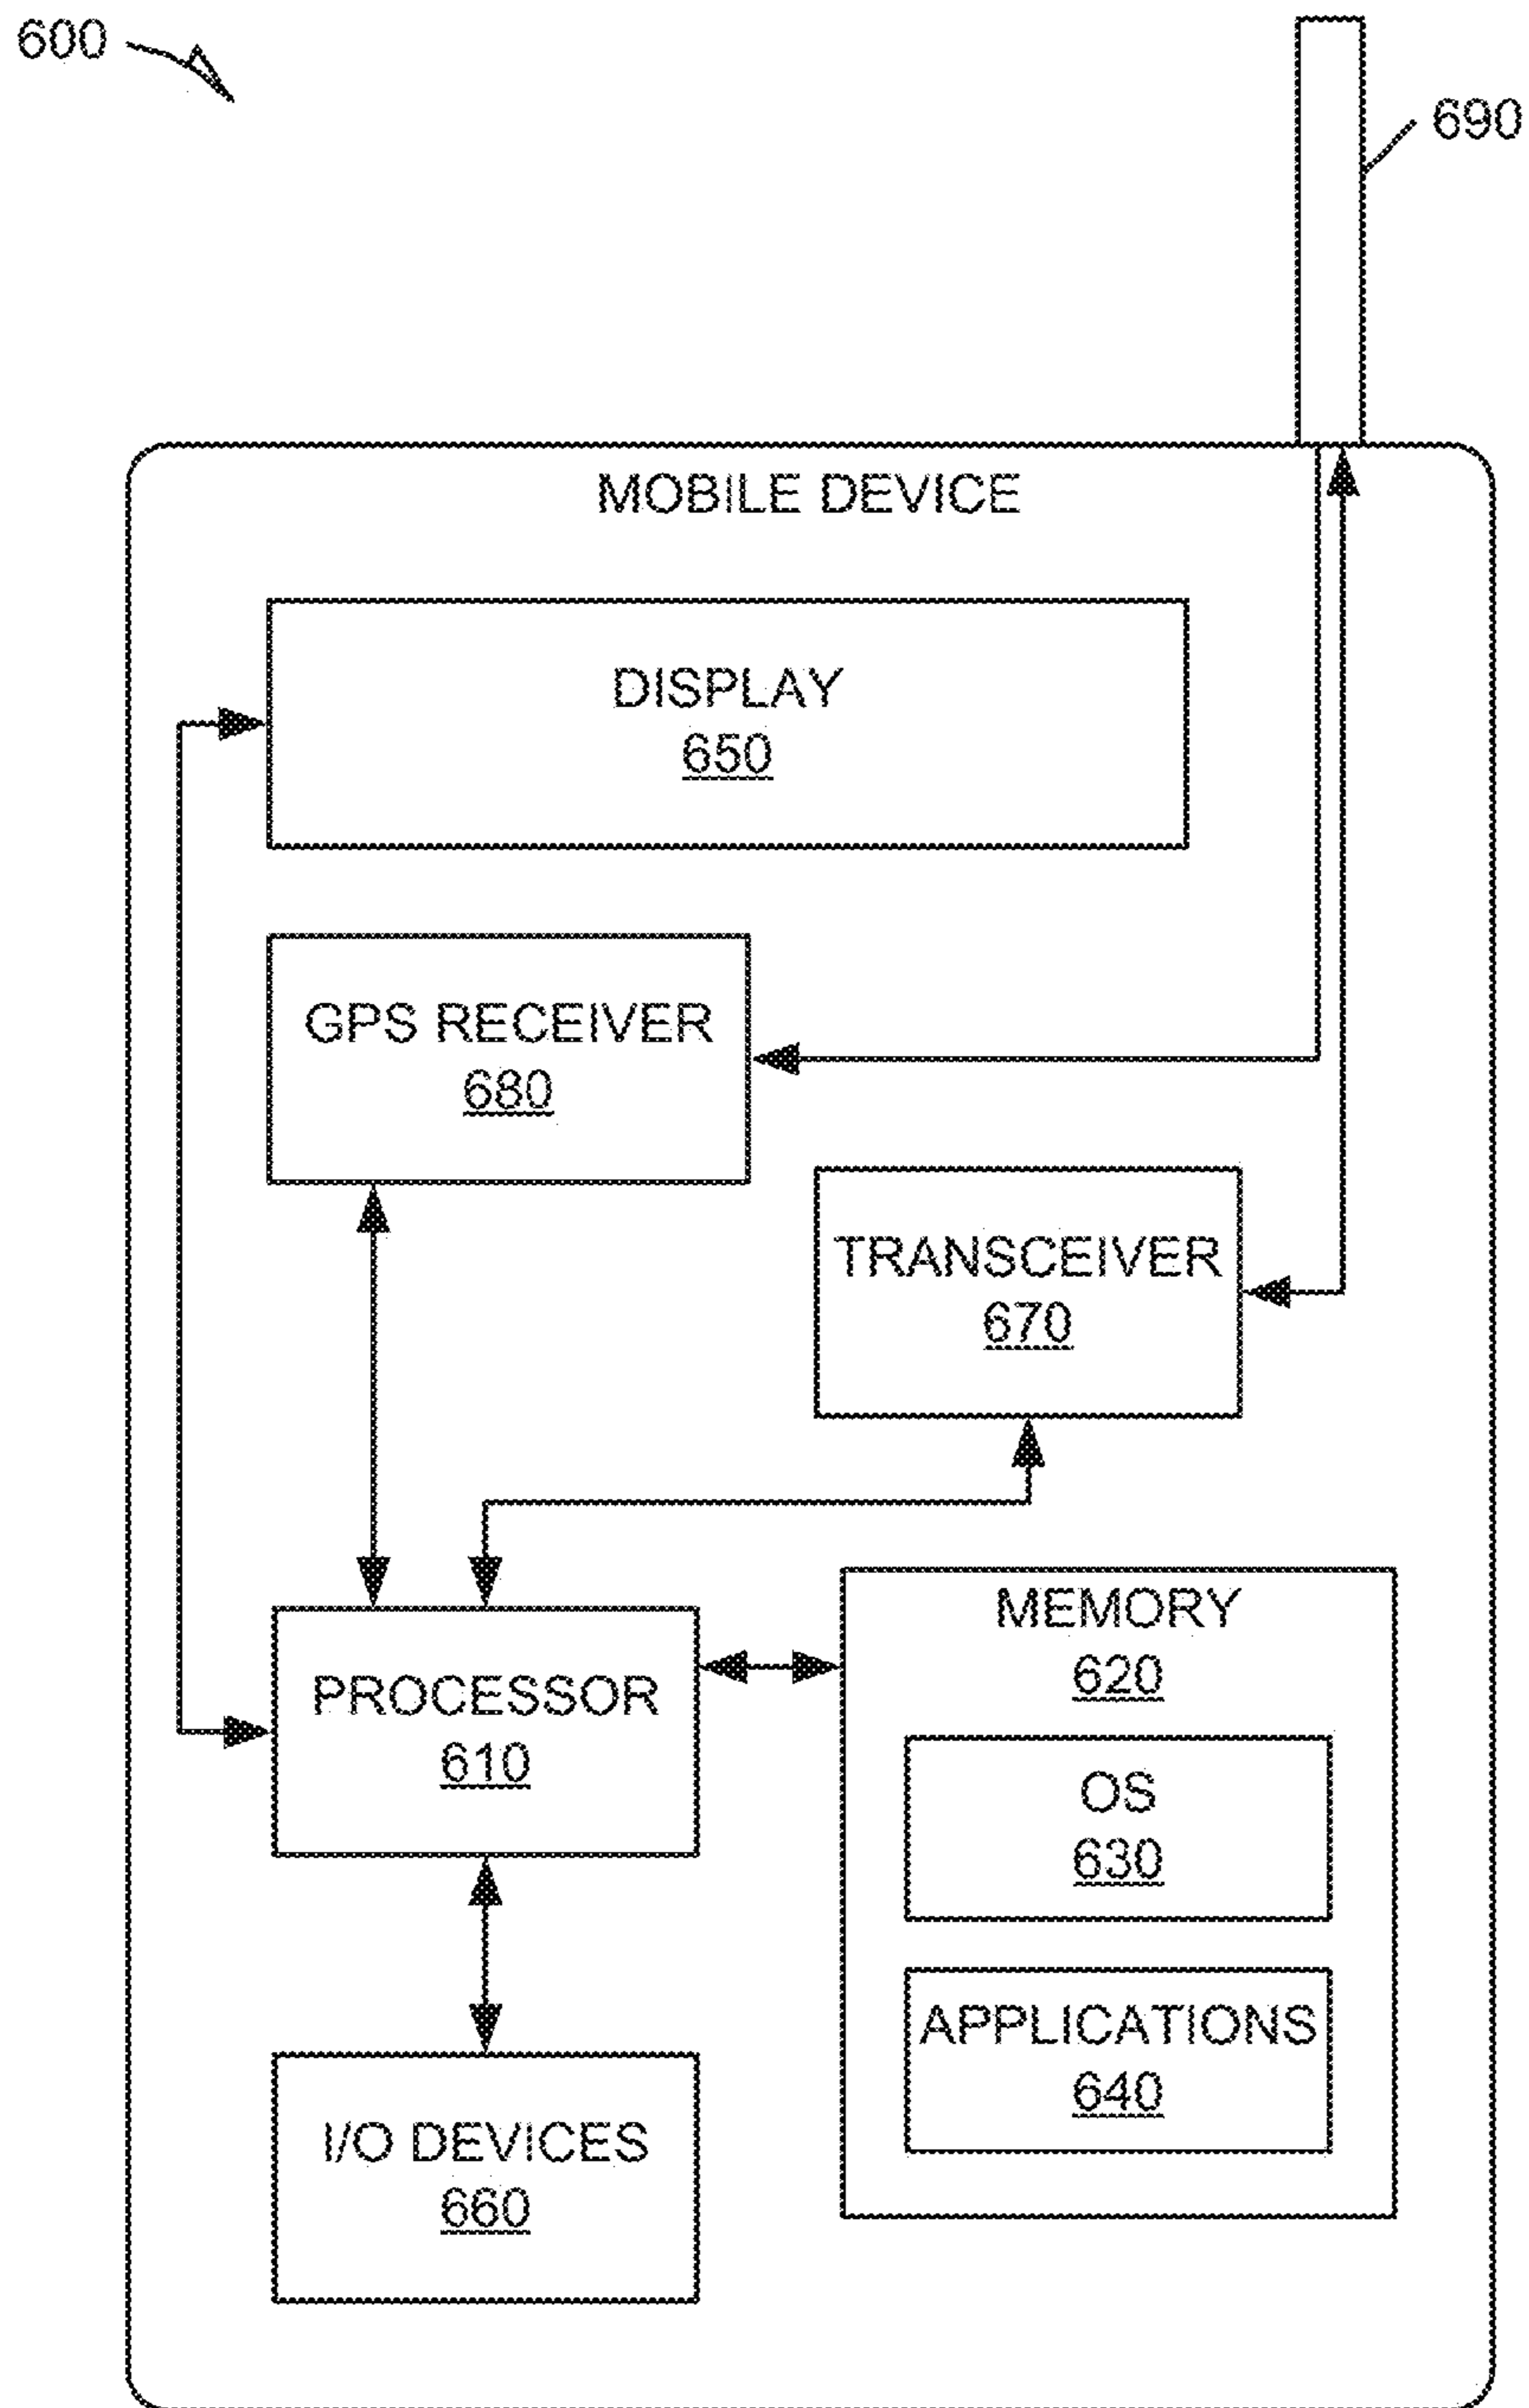 600
690
MOBILE DEVICE
DISPLAY
650
GPS RECEIVER
680
TRANSCEIVER
670
MEMORY
620
PROCESSOR
610
OS
630
APPLICATIONS
640
I/O DEVICES
660